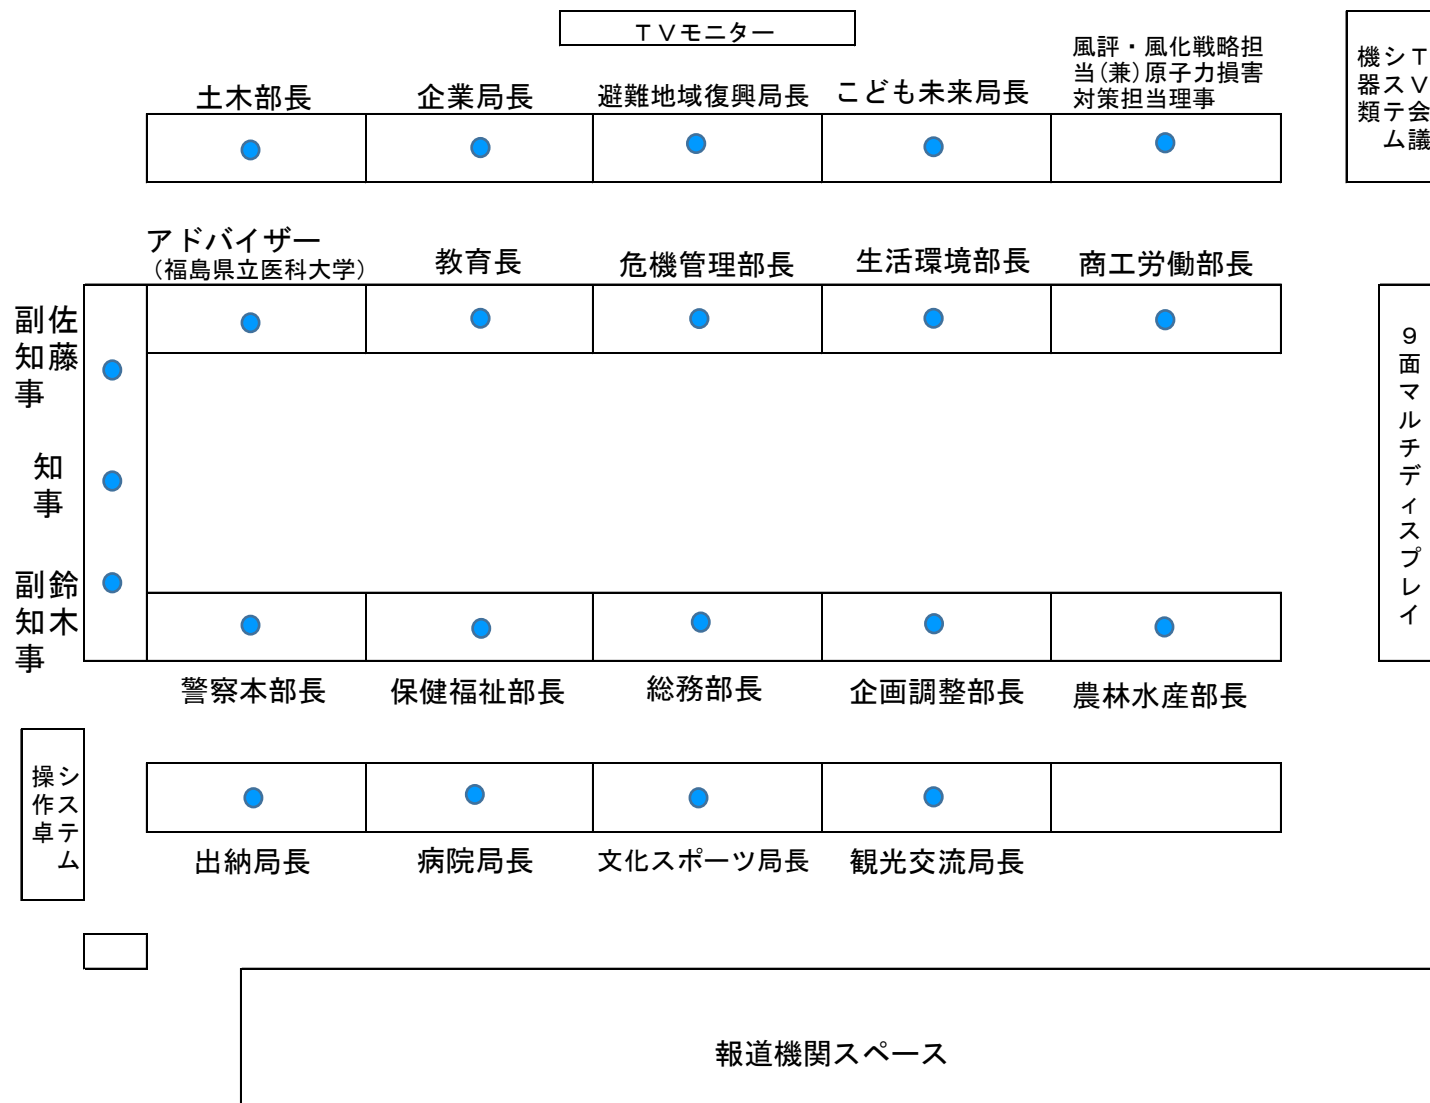 ＴＶモニター
風評・風化戦略担
当(兼)原子力損害
対策担当理事
土木部長
企業局長
避難地域復興局長
こども未来局長
ＴＶ会議
システム
機器類
アドバイザー
（福島県立医科大学）
教育長
危機管理部長
生活環境部長
商工労働部長
佐藤
副知事
知事
鈴木
副知事
９面マルチディスプレイ
警察本部長
保健福祉部長
総務部長
企画調整部長
農林水産部長
システム
操作卓
出納局長
病院局長
文化スポーツ局長
観光交流局長
報道機関スペース